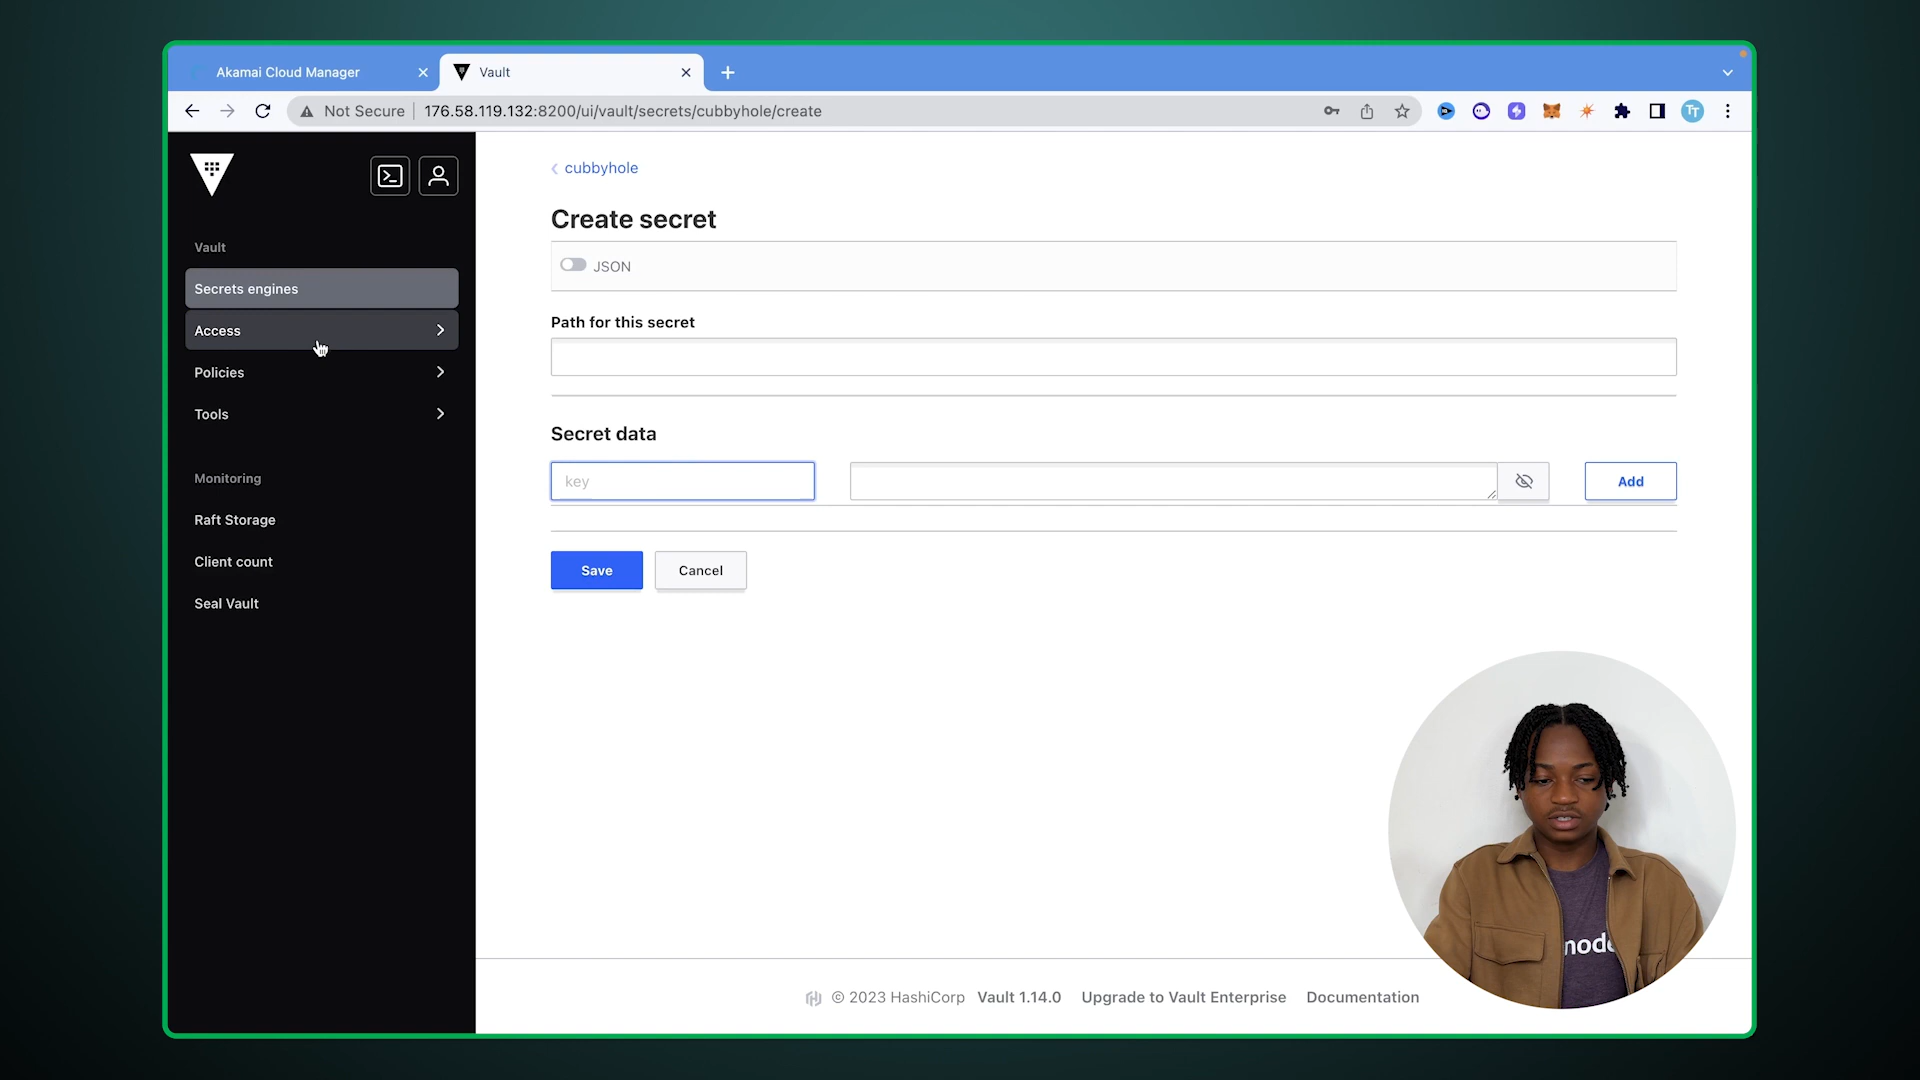 Akamai Cloud Manager
Vault
Not Secure
176.58.119.132:8200/ui/vault/secrets/cubbyhole/create
TT
Vault
Secrets engines
Access
Policies
Tools
Monitoring
Raft Storage
Client count
Seal Vault
cubbyhole
Create secret
JSON
Path for this secret
Secret data
key
Add
Save
Cancel
node
© 2023 HashiCorp Vault 1.14.0 Upgrade to Vault Enterprise Documentation